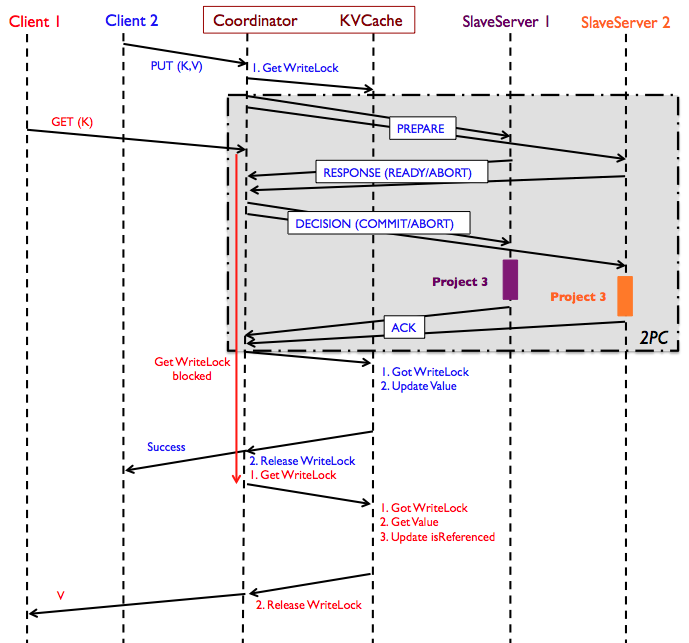 Client 1
Client 2
Coordinator
KVCache
SlaveServer 1
SlaveServer 2
PUT (K,V)
1. Get WriteLock
GET (K)
PREPARE
RESPONSE (READY/ABORT)
DECISION (COMMIT/ABORT)
Project 3
Project 3
ACK
2PC
Get WriteLock
blocked
1. Got WriteLock
2. Update Value
Success
2. Release WriteLock
1. Get WriteLock
1. Got WriteLock
2. Get Value
3. Update isReferenced
V
2. Release WriteLock